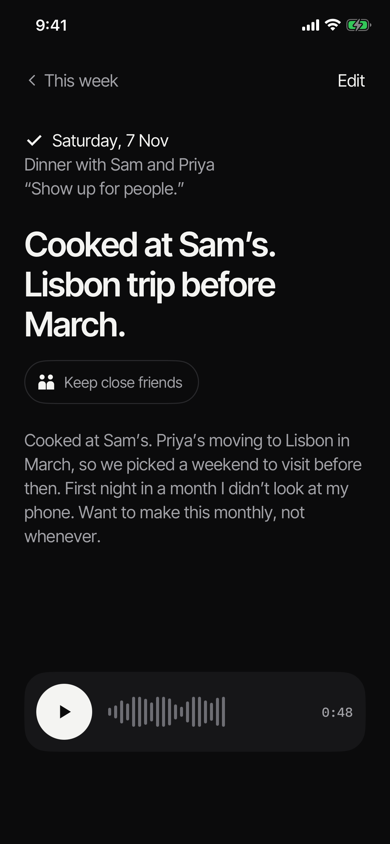 9:41
This week
Edit
Saturday, 7 Nov
Dinner with Sam and Priya
“Show up for people.”
Cooked at Sam’s.
Lisbon trip before
March.
Keep close friends
Cooked at Sam’s. Priya’s moving to Lisbon in
March, so we picked a weekend to visit before
then. First night in a month I didn’t look at my
phone. Want to make this monthly, not
whenever.
0:48